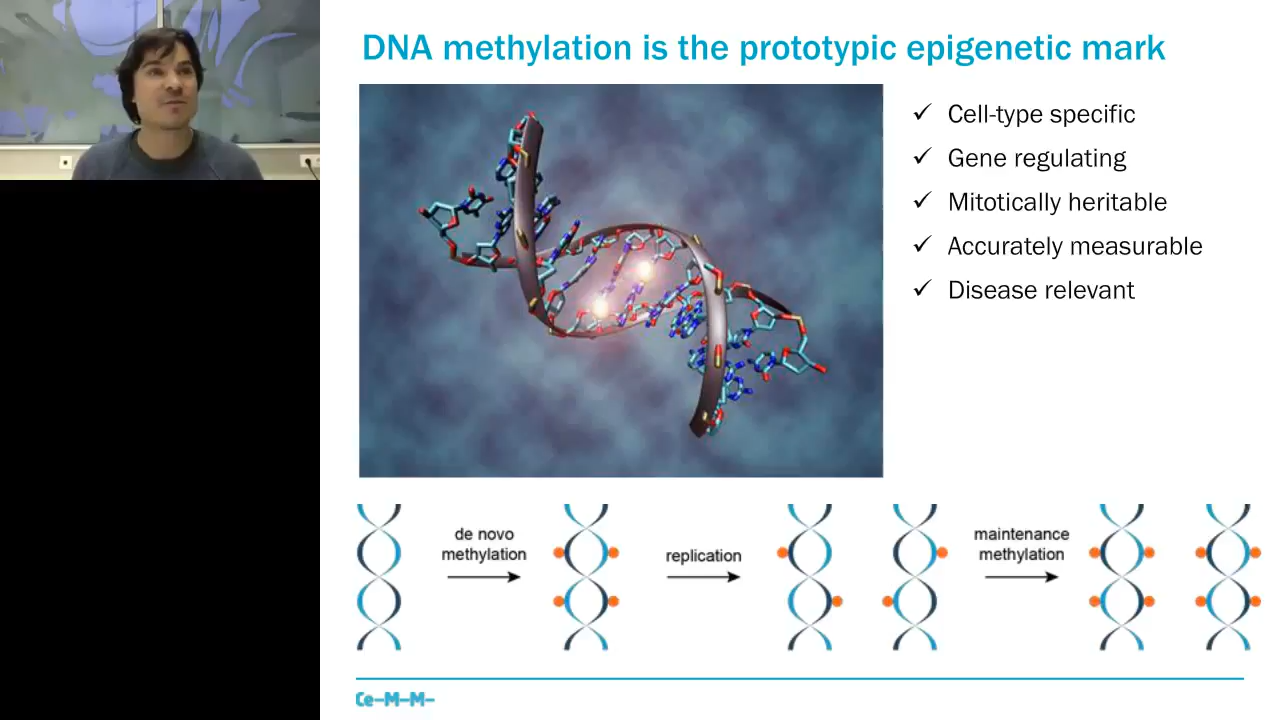 DNA methylation is the prototypic epigenetic mark
✓ Cell-type specific
✓ Gene regulating
✓ Mitotically heritable
✓ Accurately measurable
✓ Disease relevant
de novo
methylation
replication
maintenance
methylation
Ce-M-M-